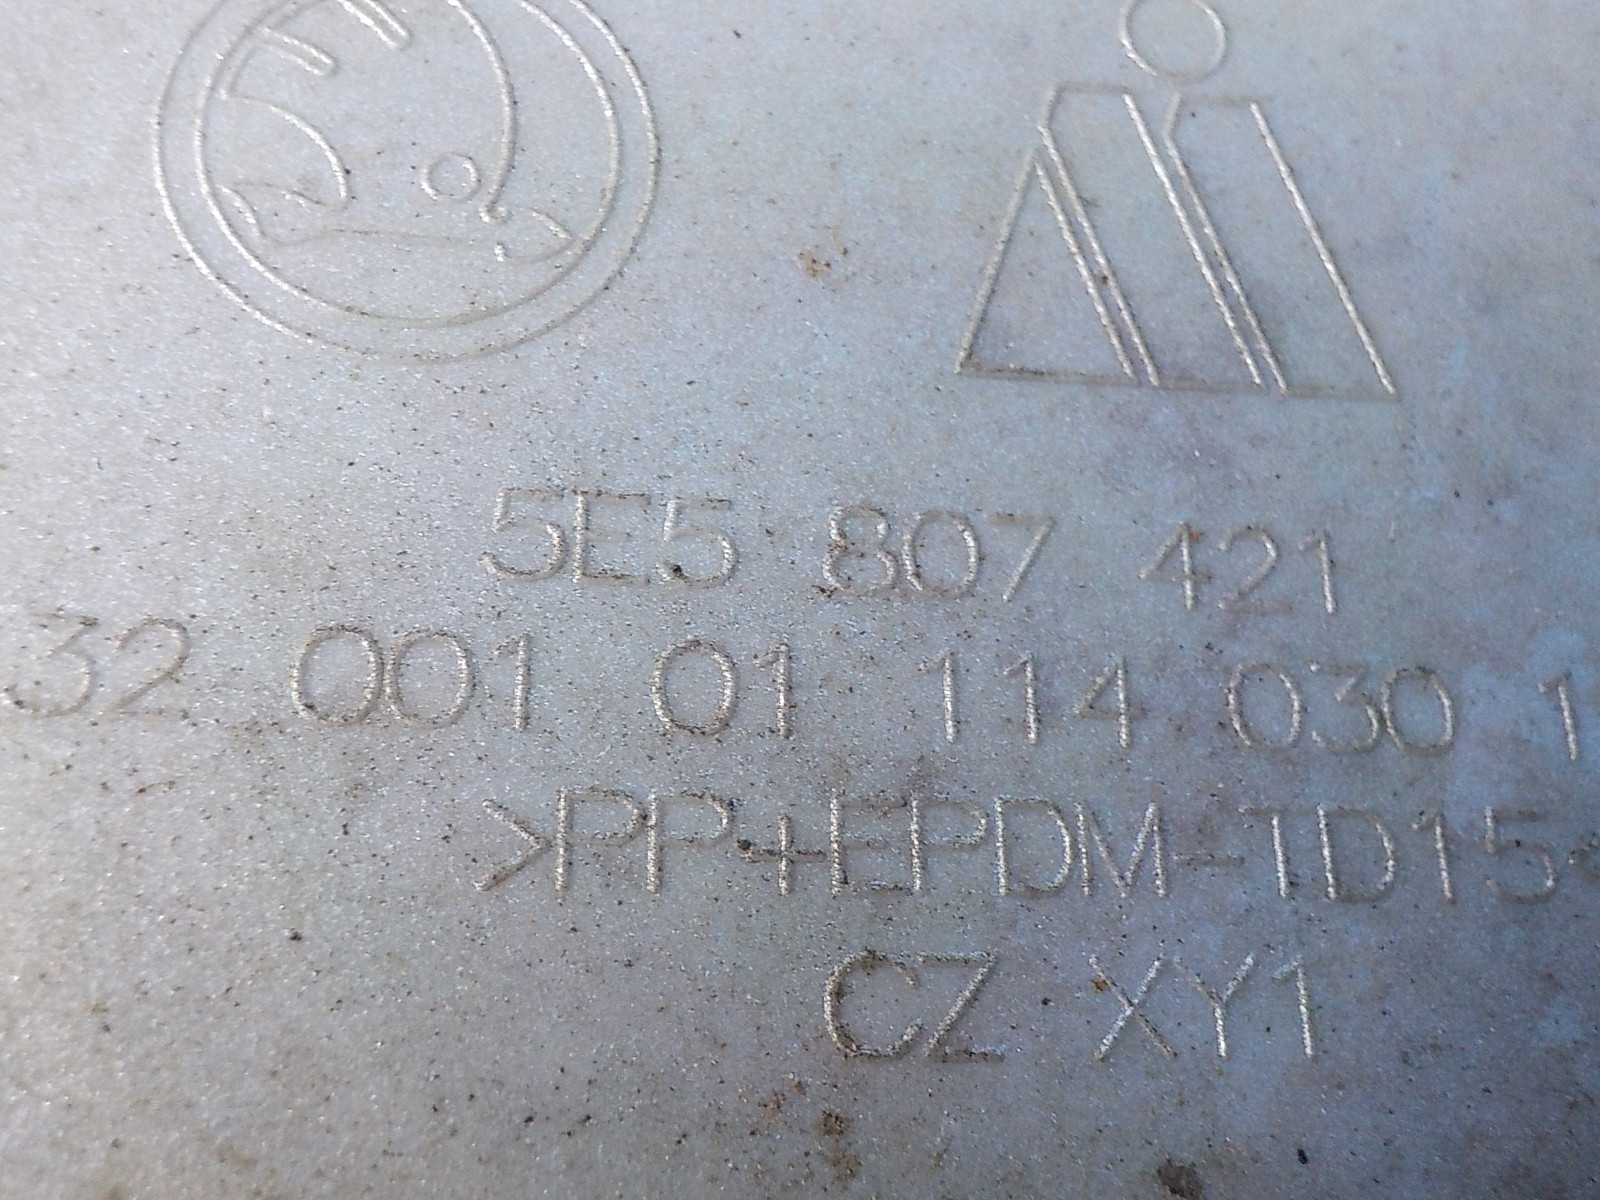 5E5 807 421
32 001 01 114 030 1
>PP+EPDM-TD15<
CZ XY1